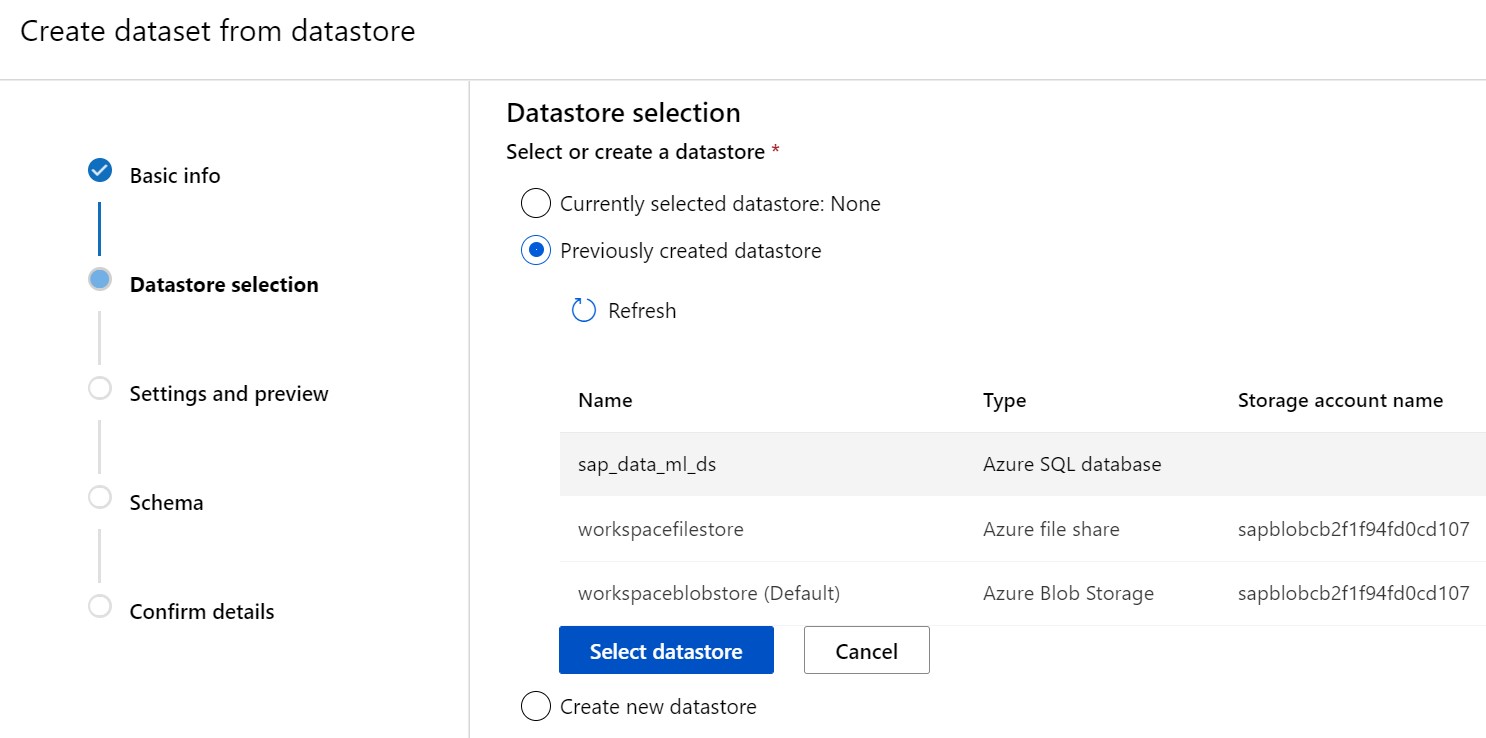 Create dataset from datastore
Basic info
Datastore selection
Settings and preview
Schema
Confirm details
Datastore selection
Select or create a datastore *
Currently selected datastore: None
Previously created datastore
Refresh
Name Type Storage account name
sap_data_ml_ds Azure SQL database
workspacefilestore Azure file share sapblobcb2f1f94fd0cd107
workspaceblobstore (Default) Azure Blob Storage sapblobcb2f1f94fd0cd107
Select datastore Cancel
Create new datastore